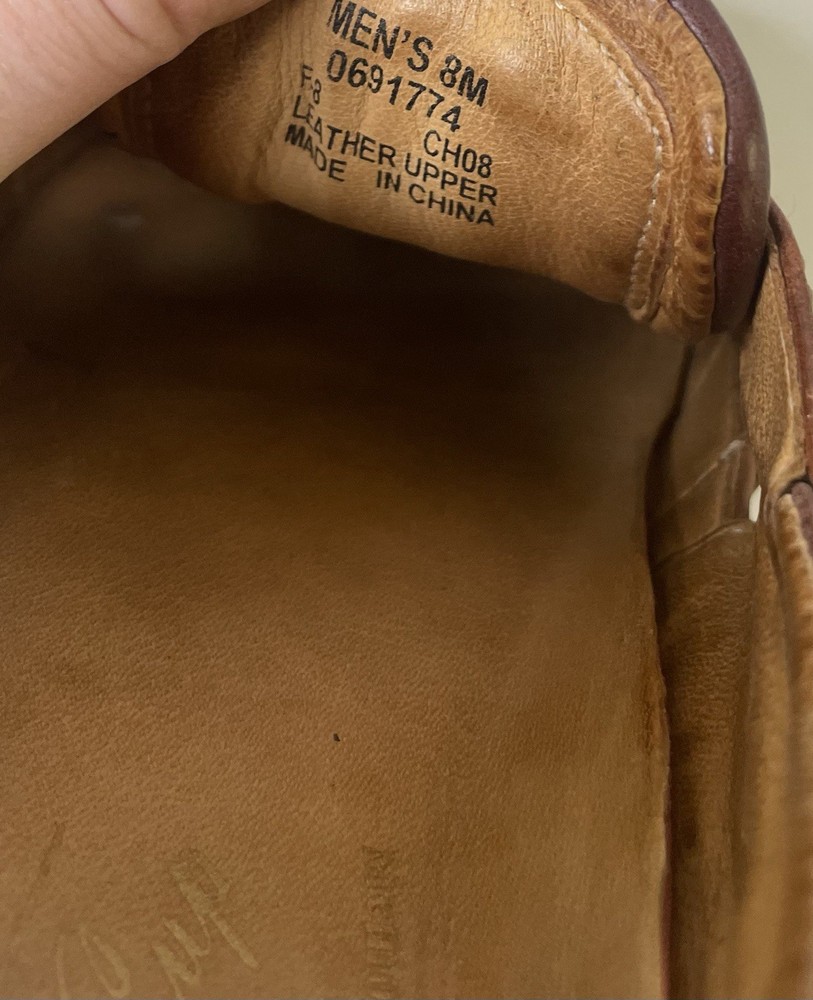 MEN'S 8M
0691774
F8 CH08
LEATHER UPPER
MADE IN CHINA